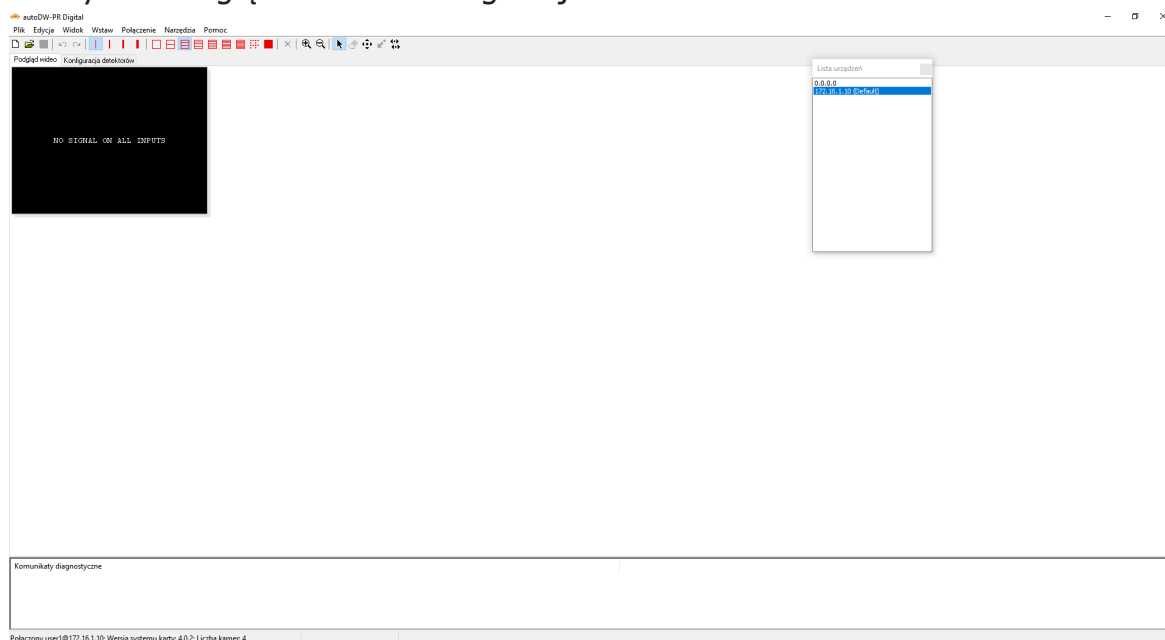 autoDW-PR Digital
Plik Edycja Widok Wstaw Połączenie Narzędzia Pomoc
Podgląd wideo Konfiguracja detektorów
NO SIGNAL ON ALL INPUTS
Lista urządzeń
0.0.0.0
172.16.1.10 (Default)
Komunikaty diagnostyczne
Połączony user1@172.16.1.10; Wersja systemu karty: 4.0.2; Liczba kamer: 4